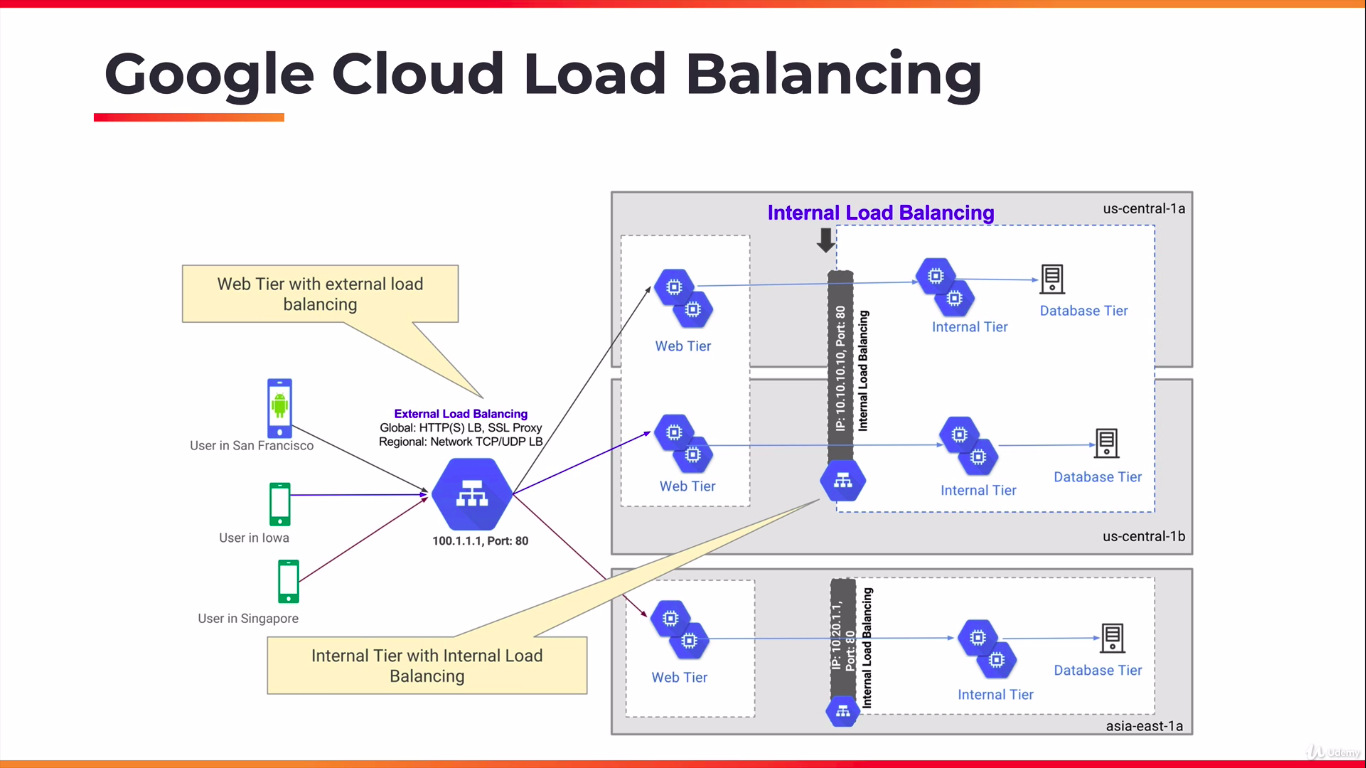 Google Cloud Load Balancing
Internal Load Balancing
us-central-1a
Web Tier with external load
balancing
Web Tier
IP: 10.10.10.10, Port: 80
Internal Load Balancing
Internal Tier
Database Tier
User in San Francisco
External Load Balancing
Global: HTTP(S) LB, SSL Proxy
Regional: Network TCP/UDP LB
100.1.1.1, Port: 80
User in Iowa
User in Singapore
Web Tier
Internal Tier
Database Tier
us-central-1b
Internal Tier with Internal Load
Balancing
Web Tier
IP: 10.20.1.1,
Port: 80
Internal Load Balancing
Internal Tier
Database Tier
asia-east-1a
Udemy